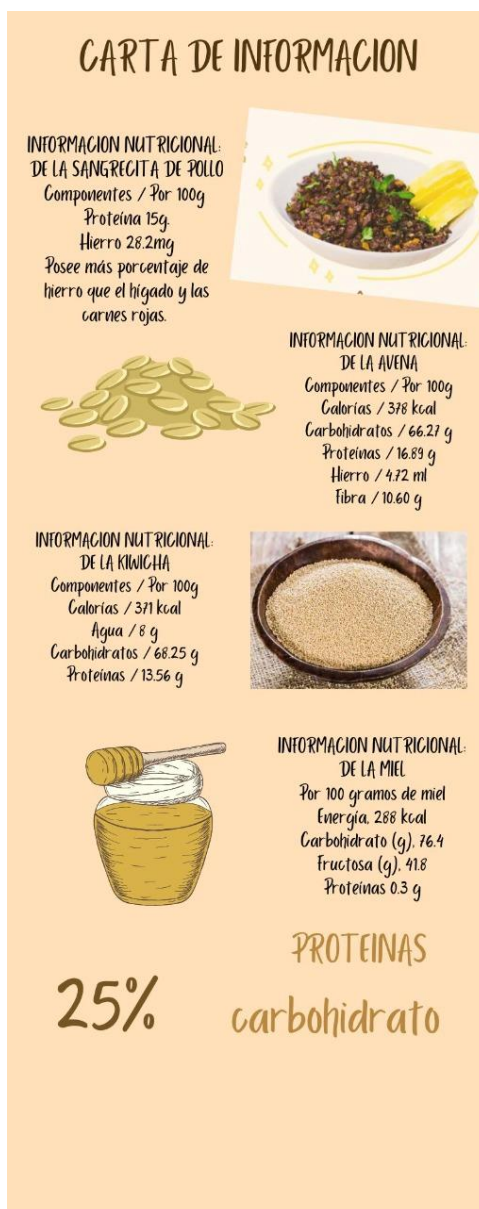 CARTA DE INFORMACION
INFORMACION NUTRICIONAL:
DE LA SANGRECITA DE POLLO
Componentes / Por 100g
Proteína 15g.
Hierro 28.2mg
Posee más porcentaje de
hierro que el hígado y las
carnes rojas.
INFORMACION NUTRICIONAL:
DE LA AVENA
Componentes / Por 100g
Calorías / 378 kcal
Carbohidratos / 66.27 g
Proteínas / 16.89 g
Hierro / 4.72 ml
Fibra / 10.60 g
INFORMACION NUTRICIONAL:
DE LA KIWICHA
Componentes / Por 100g
Calorías / 371 kcal
Agua / 8 g
Carbohidratos / 68.25 g
Proteínas / 13.56 g
INFORMACION NUTRICIONAL:
DE LA MIEL
Por 100 gramos de miel
Energía, 288 kcal
Carbohidrato (g), 76.4
Fructosa (g), 41.8
Proteínas 0.3 g
PROTEINAS
25%
carbohidrato